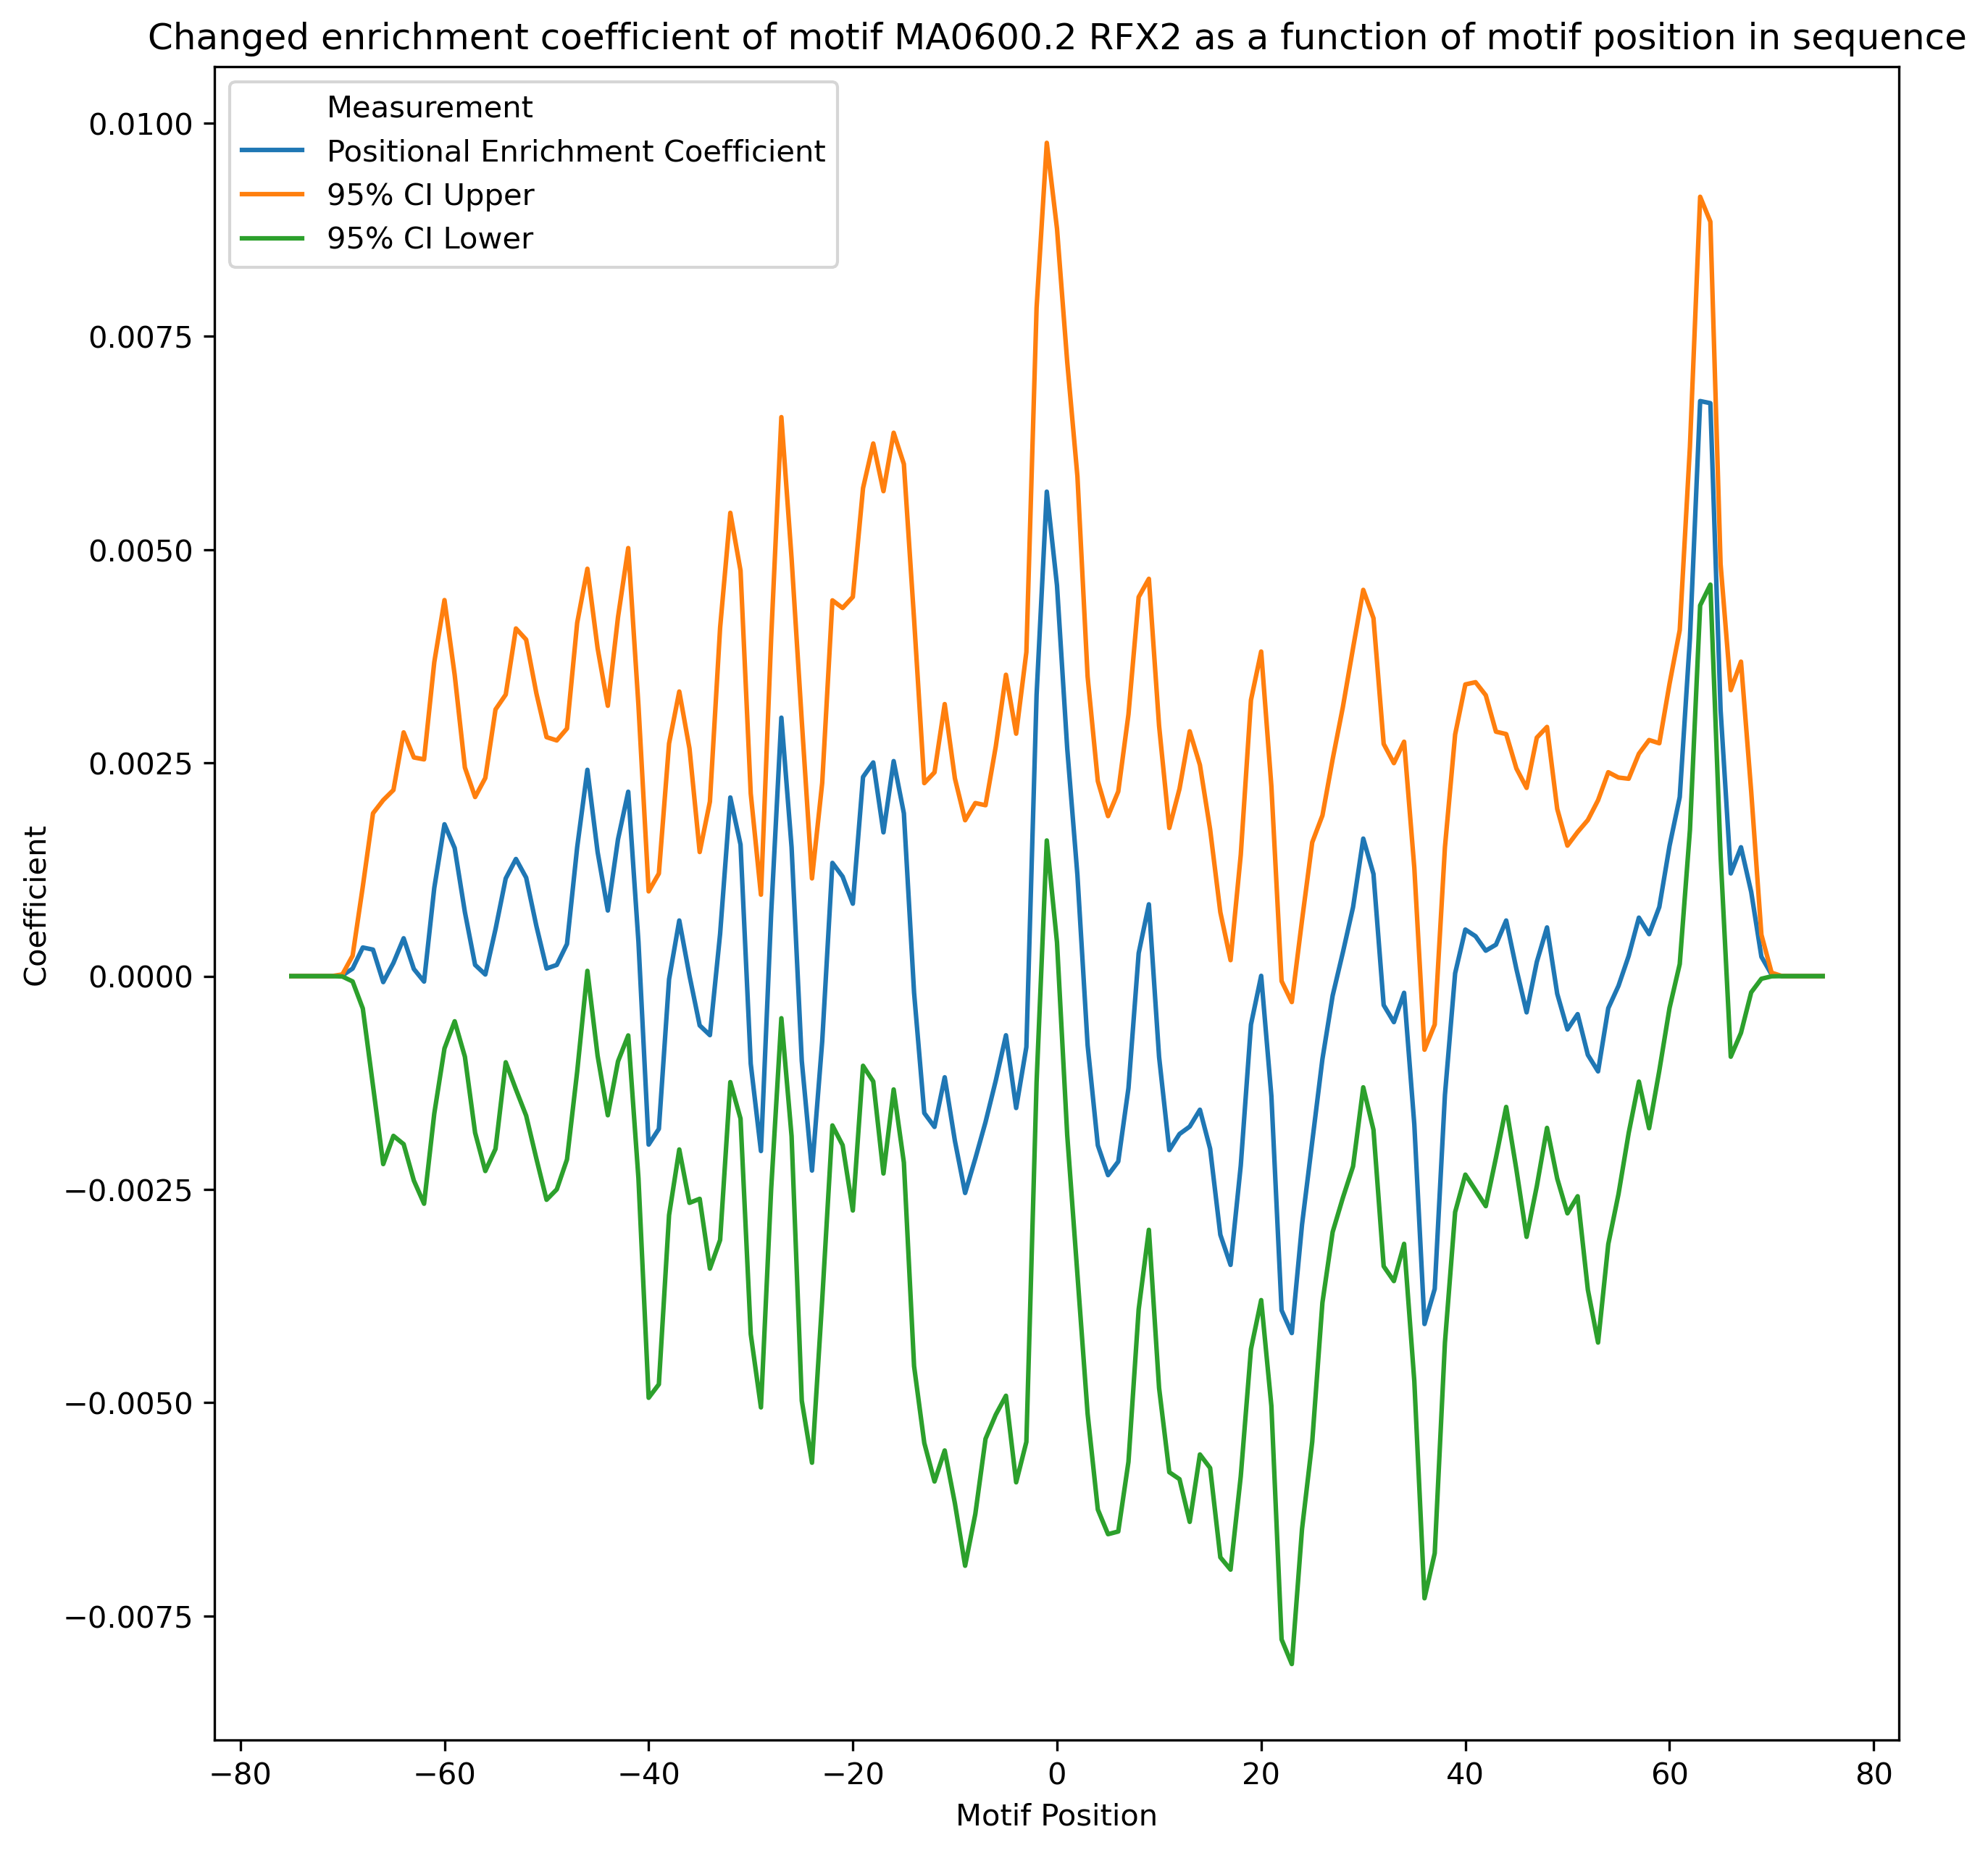 Changed enrichment coefficient of motif MA0600.2 RFX2 as a function of motif position in sequence
Measurement
Positional Enrichment Coefficient
95% CI Upper
95% CI Lower
0.0100
0.0075
0.0050
0.0025
0.0000
−0.0025
−0.0050
−0.0075
Coefficient
−80
−60
−40
−20
0
20
40
60
80
Motif Position